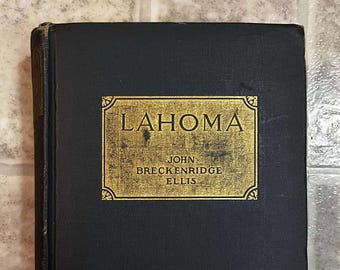 LAHOMA
JOHN
BRECKENRIDGE
ELLIS